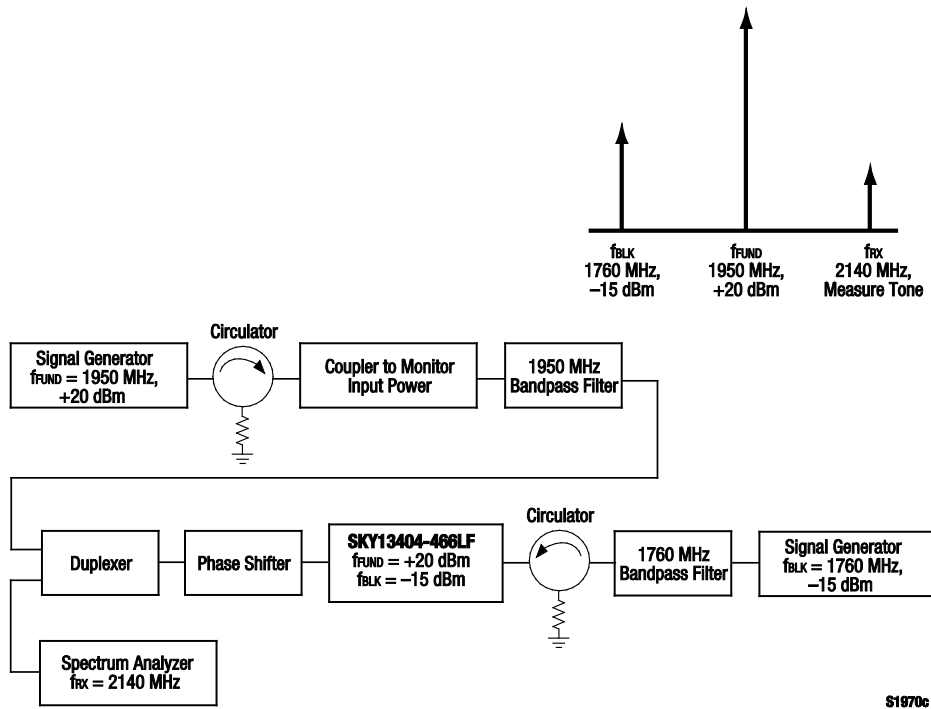 fBLK
1760 MHz,
–15 dBm
fFUND
1950 MHz,
+20 dBm
fRX
2140 MHz,
Measure Tone
Signal Generator
fFUND = 1950 MHz,
+20 dBm
Circulator
Coupler to Monitor
Input Power
1950 MHz
Bandpass Filter
Duplexer
Phase Shifter
SKY13404-466LF
fFUND = +20 dBm
fBLK = –15 dBm
Circulator
1760 MHz
Bandpass Filter
Signal Generator
fBLK = 1760 MHz,
–15 dBm
Spectrum Analyzer
fRX = 2140 MHz
S1970c